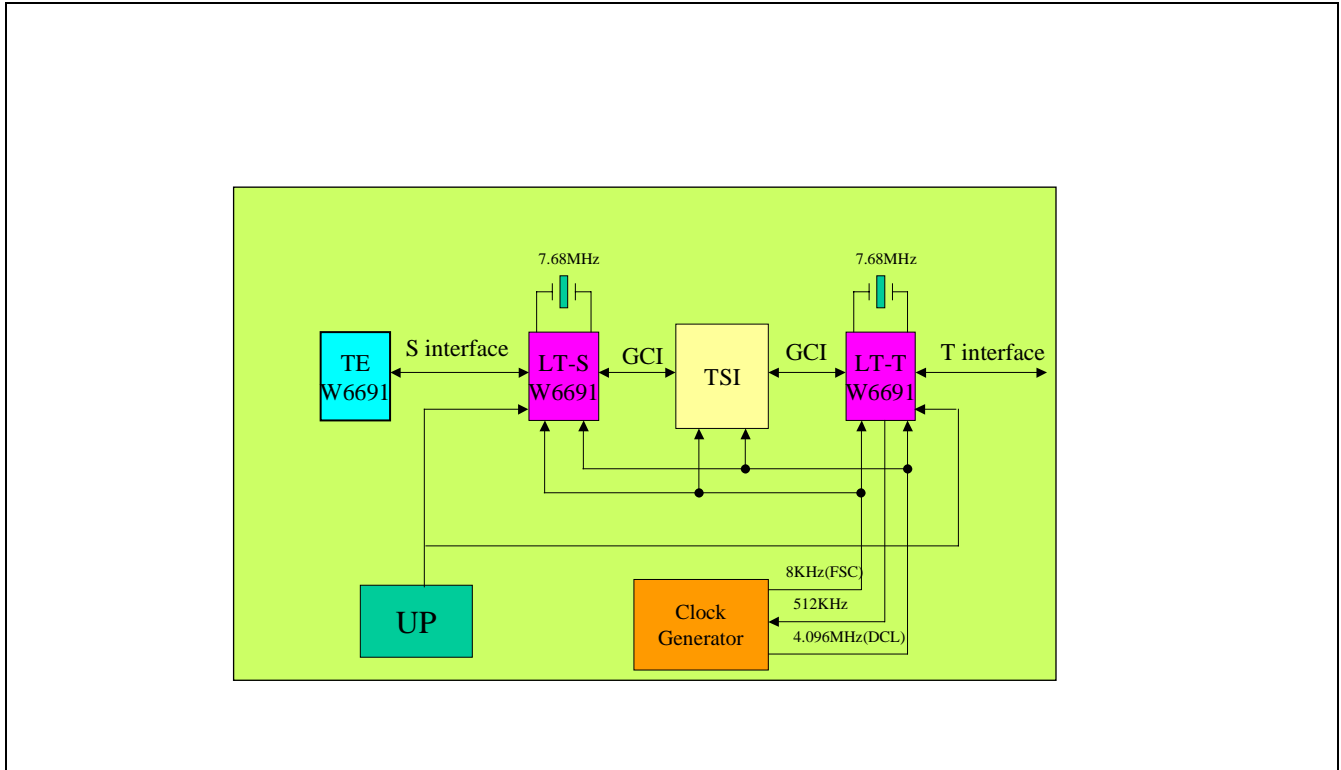 7.68MHz
7.68MHz
TE
W6691
S interface
LT-S
W6691
GCI
TSI
GCI
LT-T
W6691
T interface
UP
Clock
Generator
8KHz(FSC)
512KHz
4.096MHz(DCL)